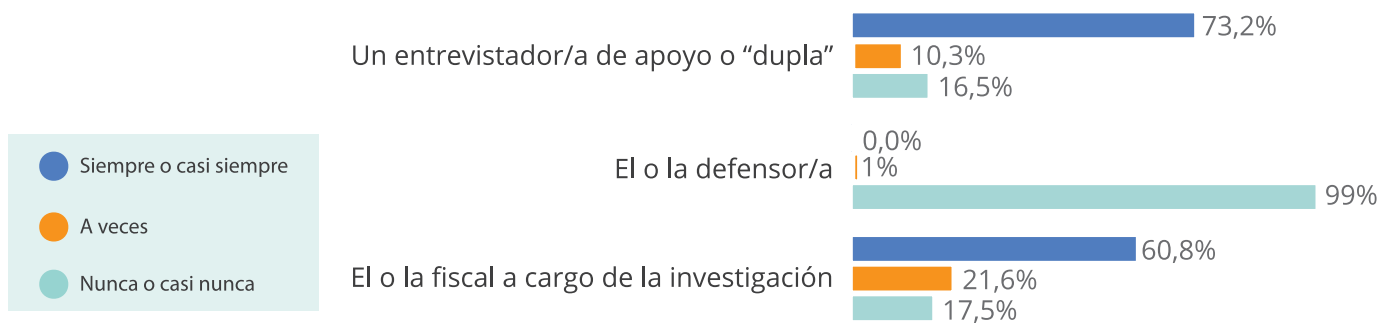 Un entrevistador/a de apoyo o “dupla”
73,2%
10,3%
16,5%
El o la defensor/a
0,0%
1%
99%
El o la fiscal a cargo de la investigación
60,8%
21,6%
17,5%
Siempre o casi siempre
A veces
Nunca o casi nunca